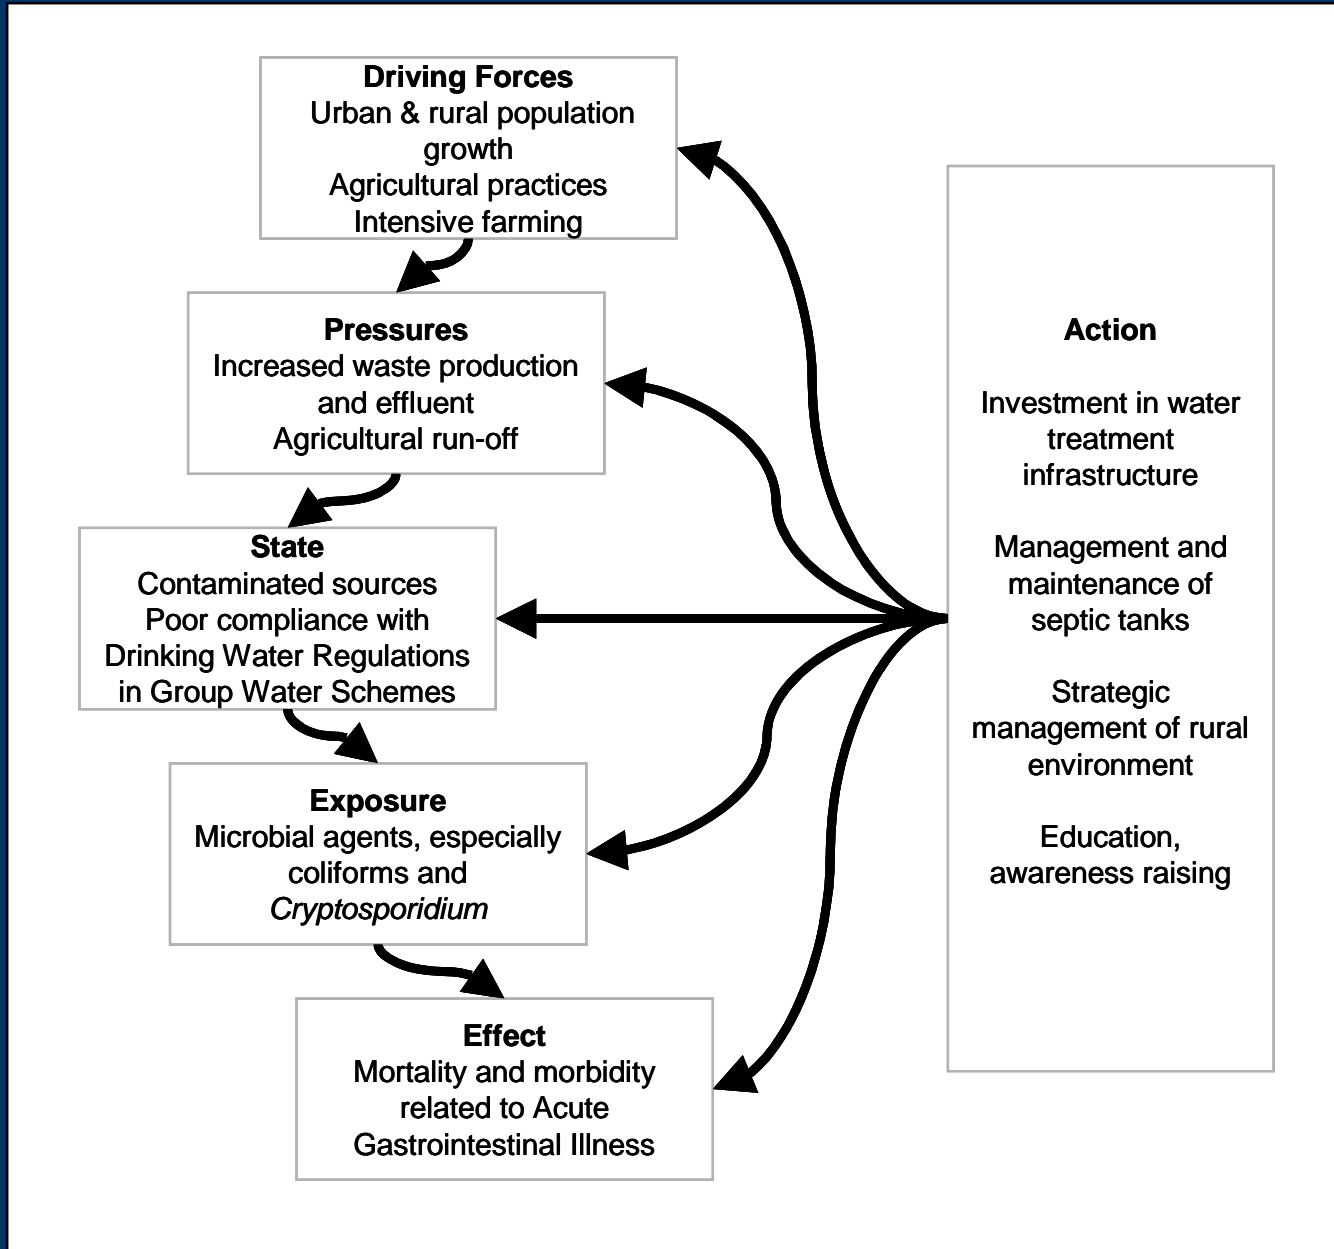 Driving Forces
Urban & rural population
growth
Agricultural practices
Intensive farming
Pressures
Increased waste production
and effluent
Agricultural run-off
State
Contaminated sources
Poor compliance with
Drinking Water Regulations
in Group Water Schemes
Exposure
Microbial agents, especially
coliforms and
Cryptosporidium
Effect
Mortality and morbidity
related to Acute
Gastrointestinal Illness
Action
Investment in water
treatment
infrastructure
Management and
maintenance of
septic tanks
Strategic
management of rural
environment
Education,
awareness raising